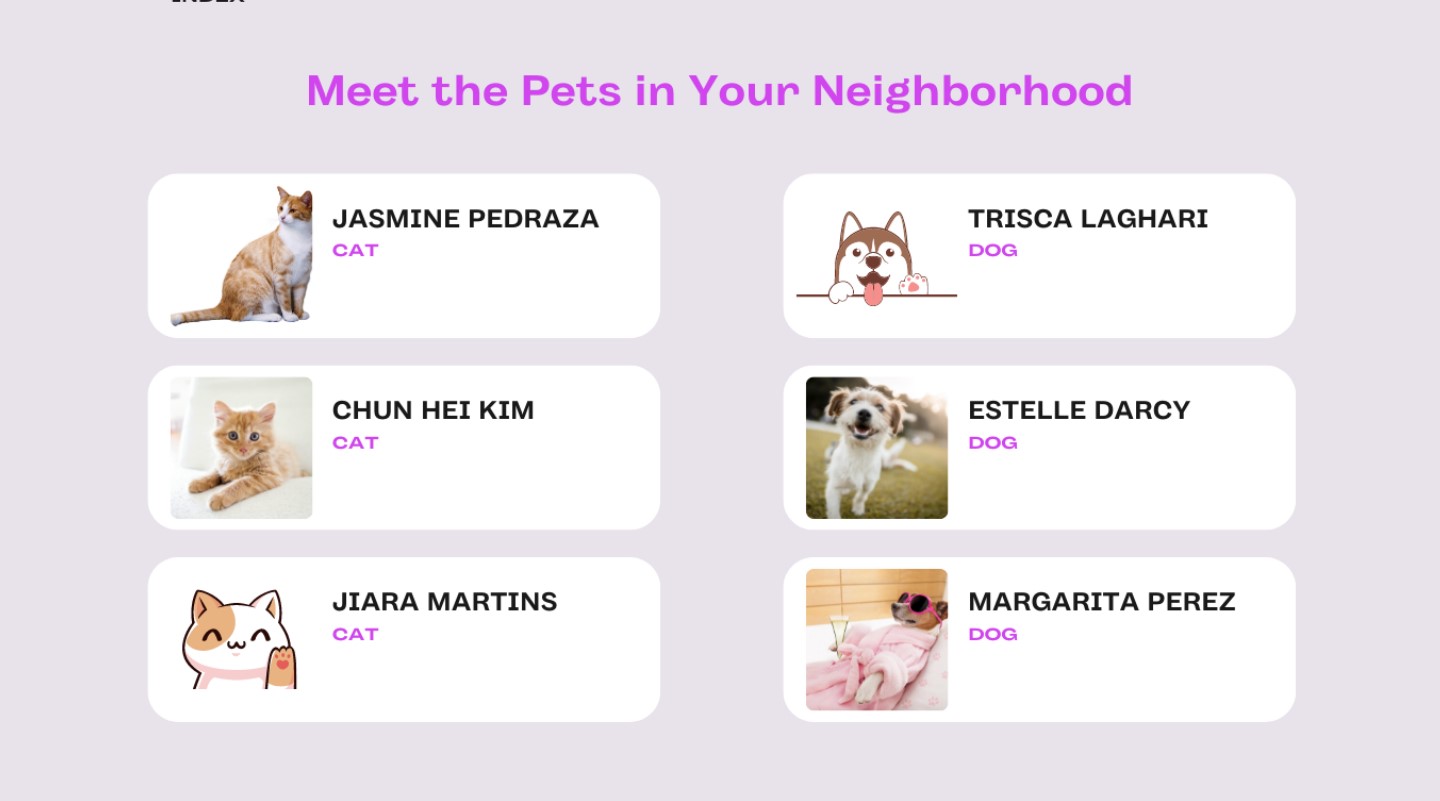 INDEX
Meet the Pets in Your Neighborhood
JASMINE PEDRAZA
CAT
TRISCA LAGHARI
DOG
CHUN HEI KIM
CAT
ESTELLE DARCY
DOG
JIARA MARTINS
CAT
MARGARITA PEREZ
DOG